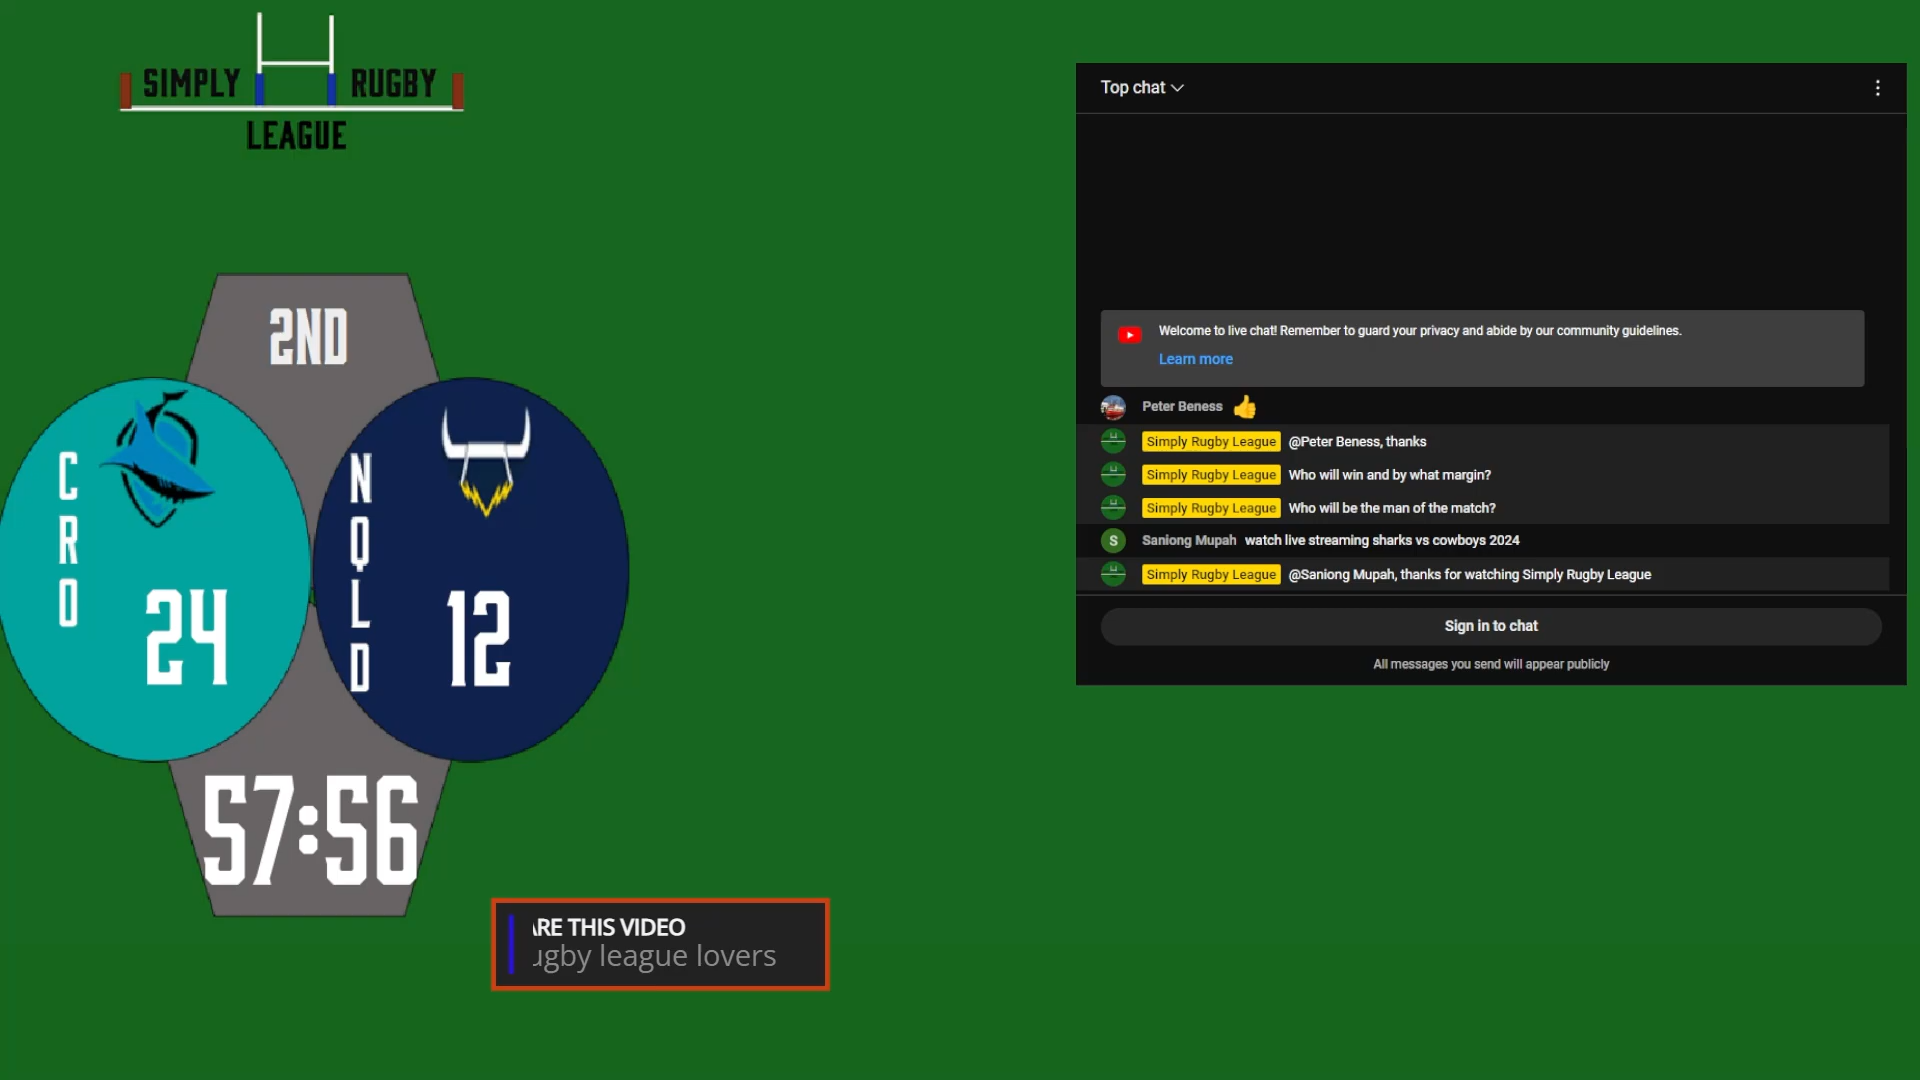 SIMPLY RUGBY
LEAGUE
2ND
CRO
24
NQLD
12
57:56
ARE THIS VIDEO
ugby league lovers
Top chat
Welcome to live chat! Remember to guard your privacy and abide by our community guidelines.
Learn more
Peter Beness 👍
Simply Rugby League @Peter Beness, thanks
Simply Rugby League Who will win and by what margin?
Simply Rugby League Who will be the man of the match?
S Saniong Mupah watch live streaming sharks vs cowboys 2024
Simply Rugby League @Saniong Mupah, thanks for watching Simply Rugby League
Sign in to chat
All messages you send will appear publicly